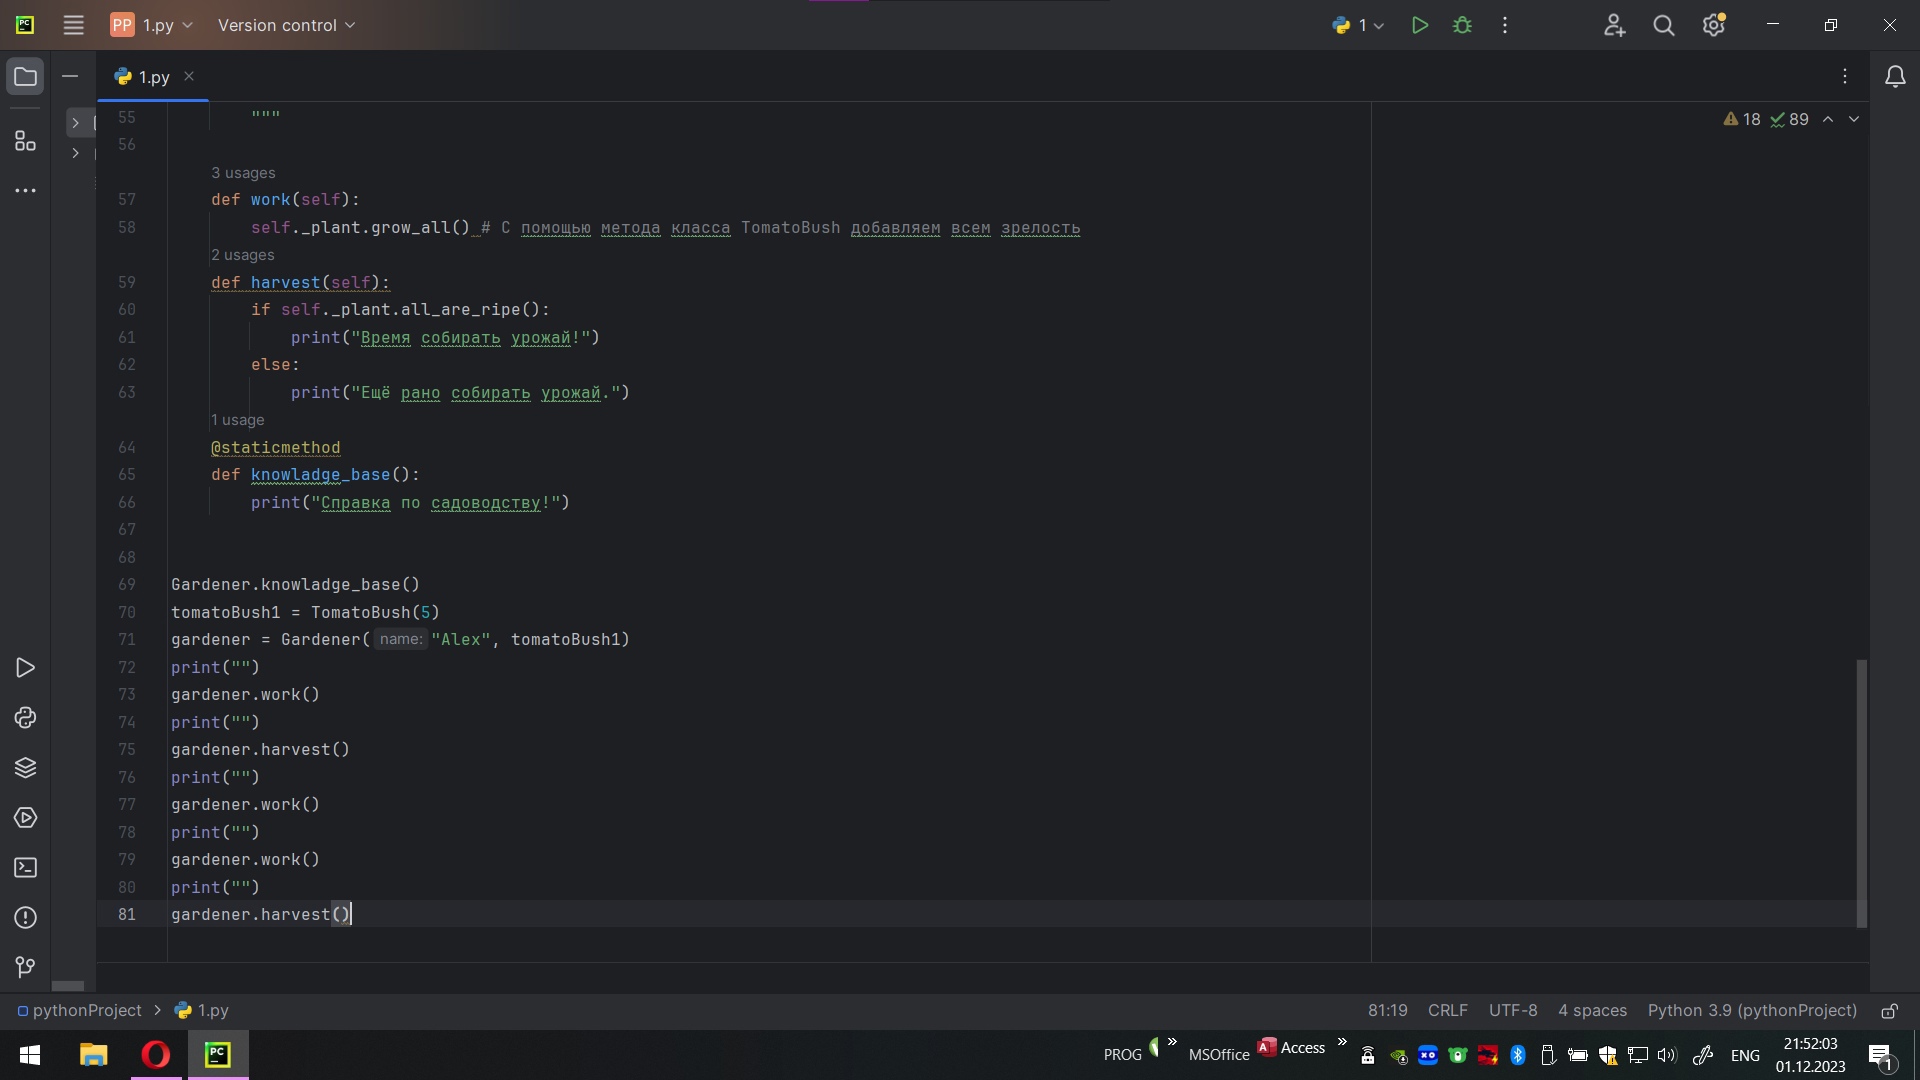 PC
PP 1.py
Version control
1
1.py
18 89
55 """
56
3 usages
57 def work(self):
58 self._plant.grow_all() # С помощью метода класса TomatoBush добавляем всем зрелость
2 usages
59 def harvest(self):
60 if self._plant.all_are_ripe():
61 print("Время собирать урожай!")
62 else:
63 print("Ещё рано собирать урожай.")
1 usage
64 @staticmethod
65 def knowladge_base():
66 print("Справка по садоводству!")
67
68
69 Gardener.knowladge_base()
70 tomatoBush1 = TomatoBush(5)
71 gardener = Gardener( name: "Alex", tomatoBush1)
72 print("")
73 gardener.work()
74 print("")
75 gardener.harvest()
76 print("")
77 gardener.work()
78 print("")
79 gardener.work()
80 print("")
81 gardener.harvest()
pythonProject > 1.py
81:19 CRLF UTF-8 4 spaces Python 3.9 (pythonProject)
PC
PROG » MSOffice A Access » ENG
21:52:03
01.12.2023
1